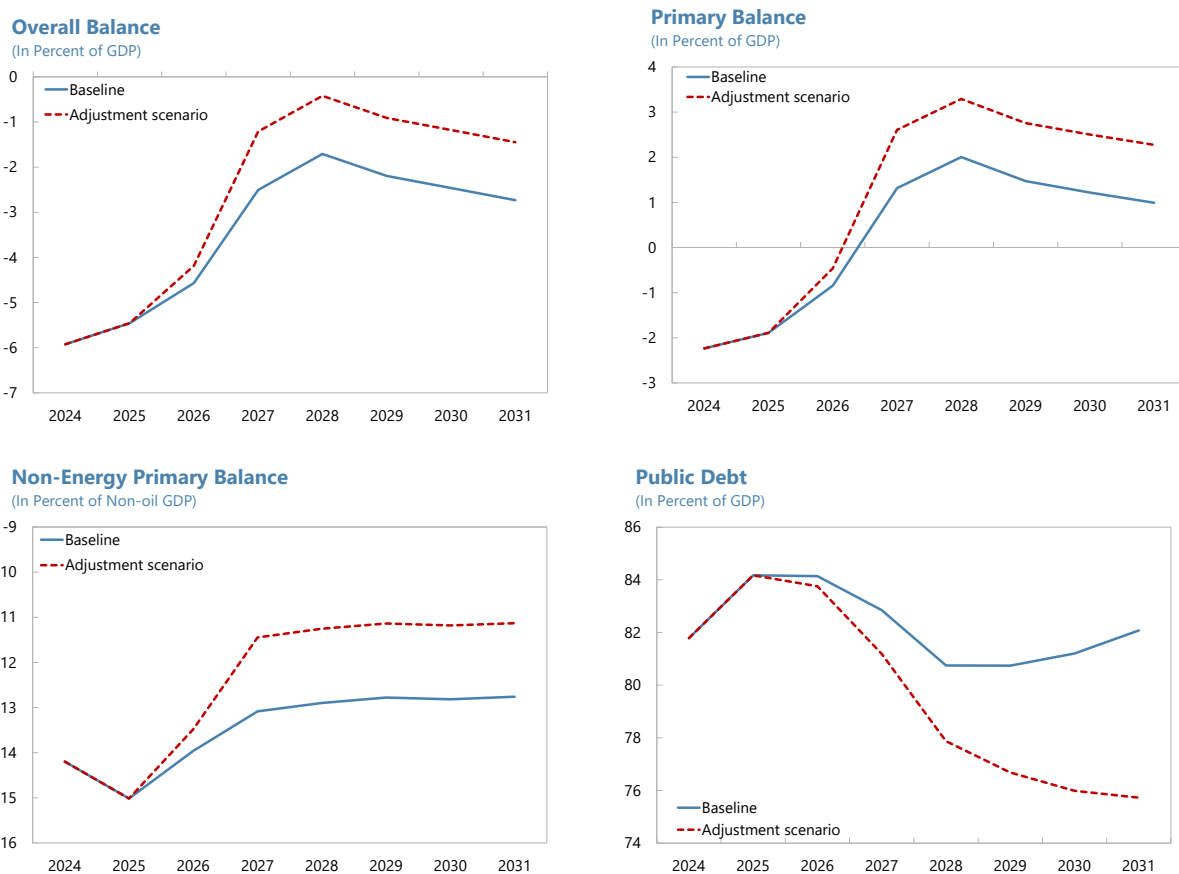 Overall Balance
(In Percent of GDP)
0
-1
-2
-3
-4
-5
-6
-7
Baseline
Adjustment scenario
2024 2025 2026 2027 2028 2029 2030 2031
Primary Balance
(In Percent of GDP)
4
3
2
1
0
-1
-2
-3
Baseline
Adjustment scenario
2024 2025 2026 2027 2028 2029 2030 2031
Non-Energy Primary Balance
(In Percent of Non-oil GDP)
-9
10
11
12
13
14
15
16
Baseline
Adjustment scenario
2024 2025 2026 2027 2028 2029 2030 2031
Public Debt
(In Percent of GDP)
86
84
82
80
78
76
74
Baseline
Adjustment scenario
2024 2025 2026 2027 2028 2029 2030 2031